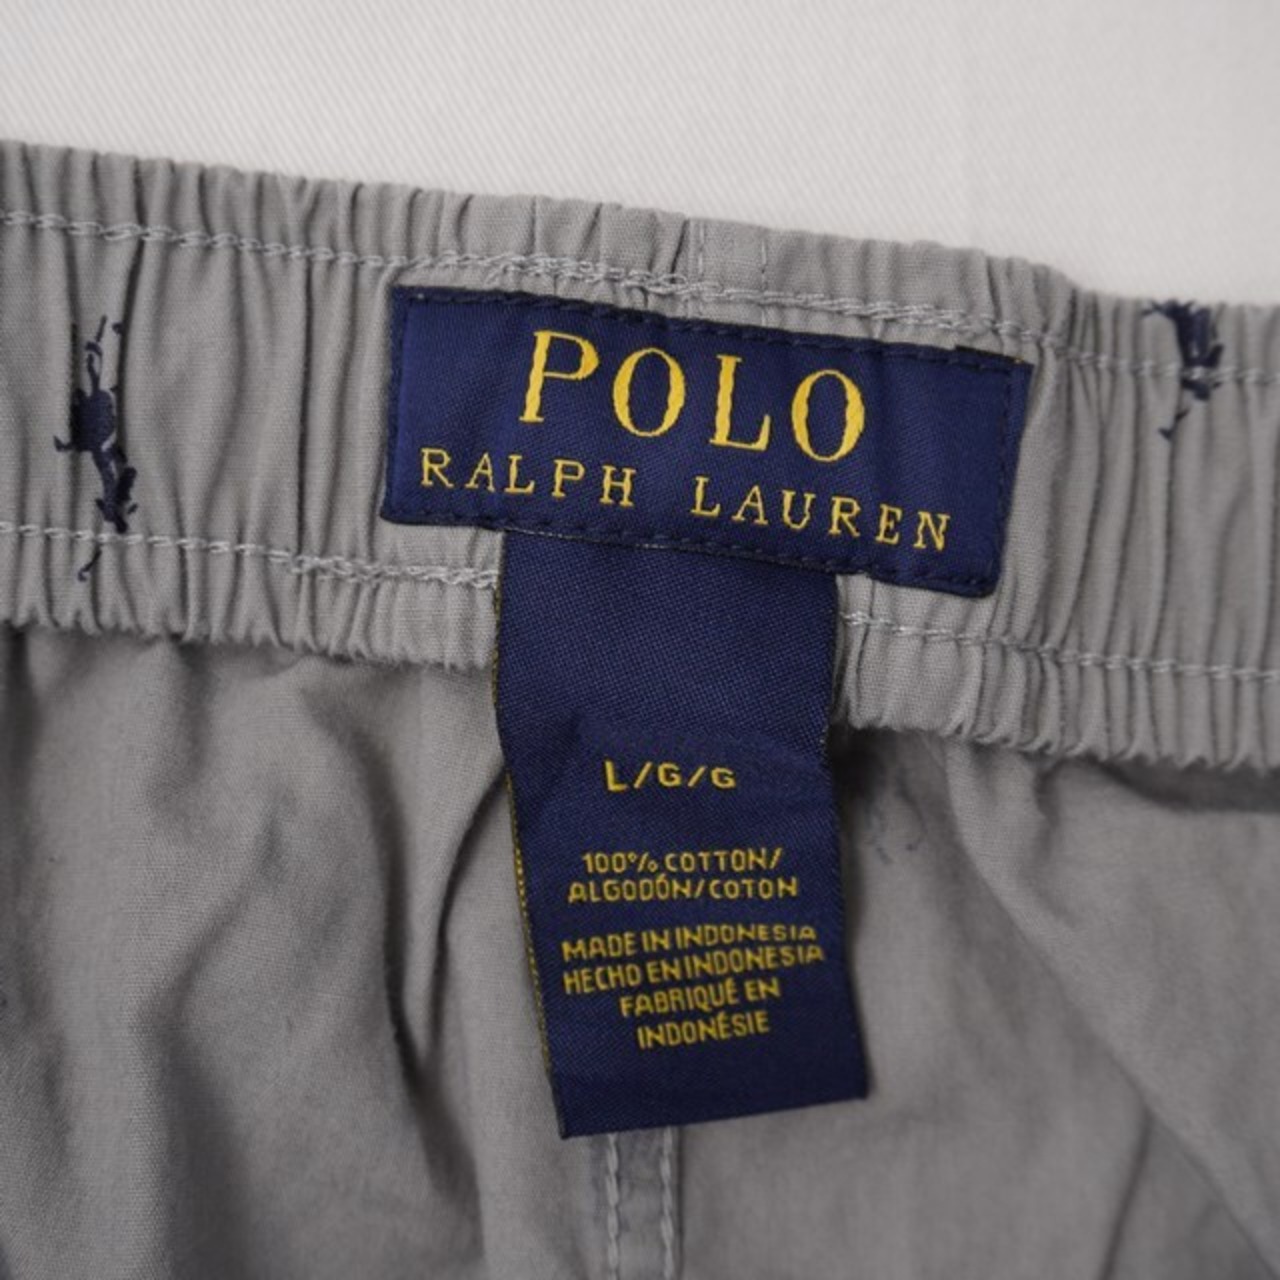 POLO
RALPH LAUREN
L/G/G
100% COTTON/
ALGODÓN/COTON
MADE IN INDONESIA
HECHO EN INDONESIA
FABRIQUÉ EN
INDONÉSIE